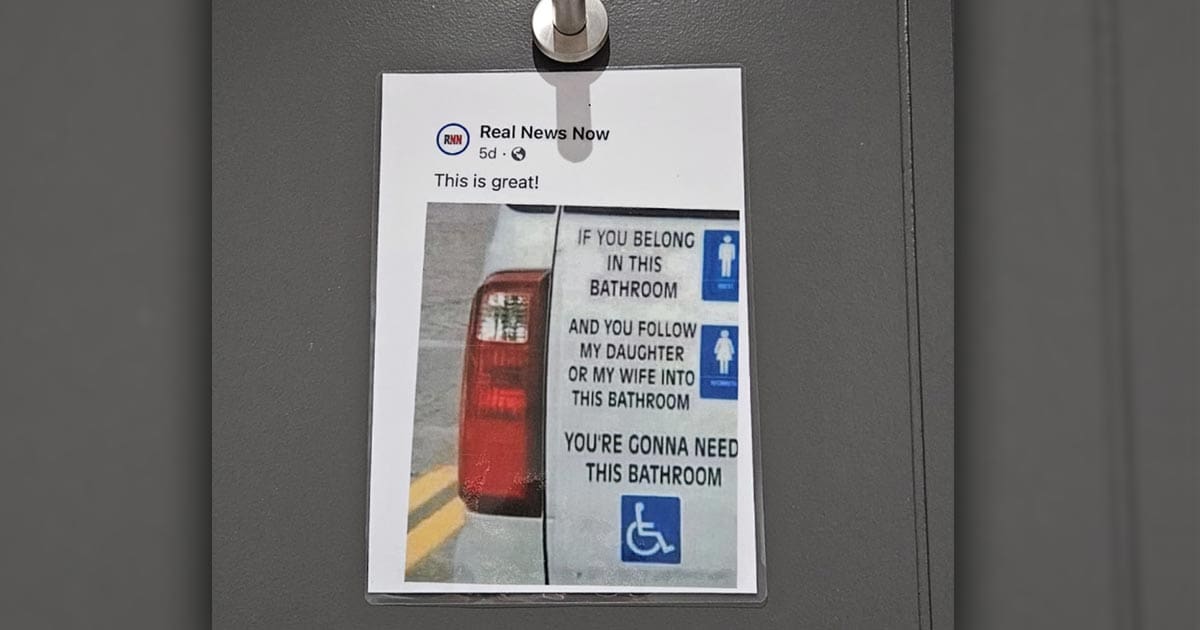 RNN
Real News Now
5d ·
This is great!
IF YOU BELONG
IN THIS
BATHROOM
AND YOU FOLLOW
MY DAUGHTER
OR MY WIFE INTO
THIS BATHROOM
YOU'RE GONNA NEED
THIS BATHROOM